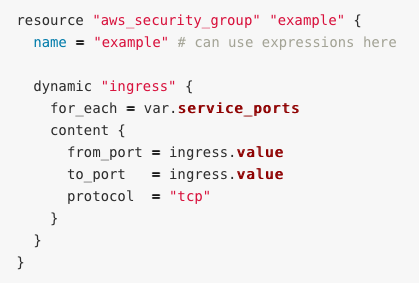 resource "aws_security_group" "example" {
  name = "example" # can use expressions here

  dynamic "ingress" {
    for_each = var.service_ports
    content {
      from_port = ingress.value
      to_port   = ingress.value
      protocol  = "tcp"
    }
  }
}